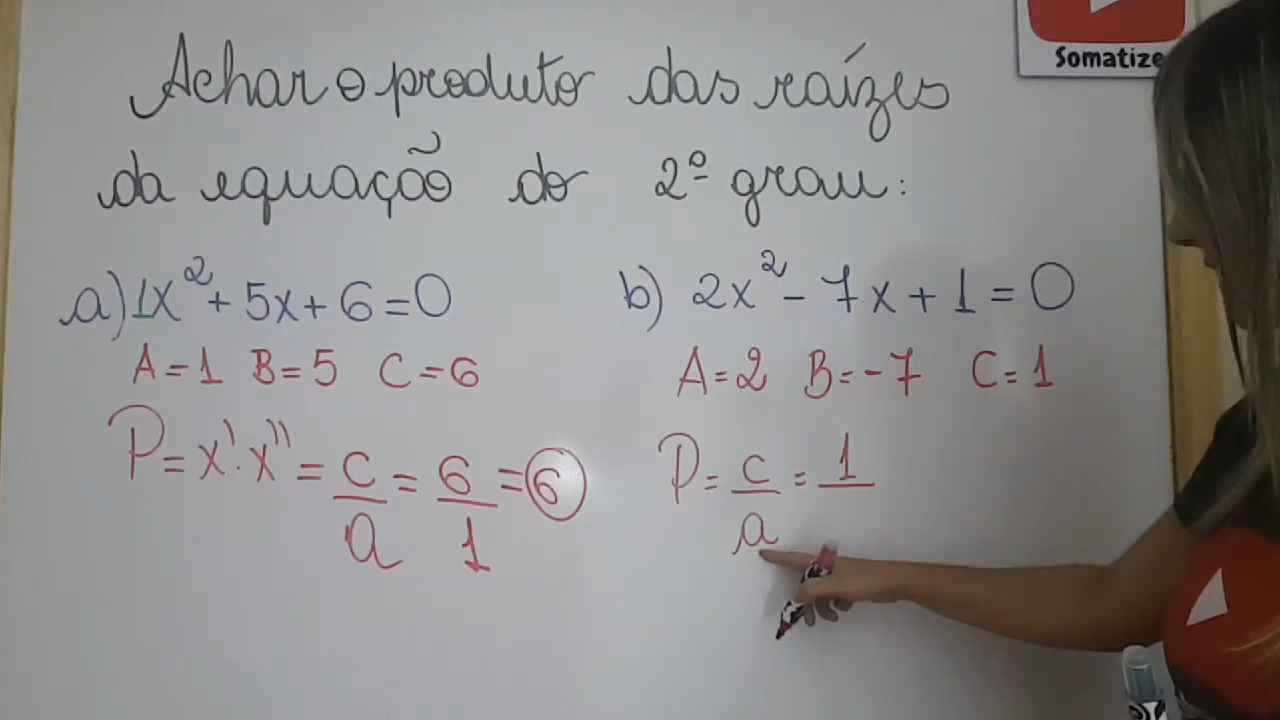 Somatize
Achar o produto das raízes
da equação do 2º grau:
a) 1x² + 5x + 6 = 0
A = 1 B = 5 C = 6
P = x' . x'' = c/a = 6/1 = 6
b) 2x² - 7x + 1 = 0
A = 2 B = -7 C = 1
P = c/a = 1/